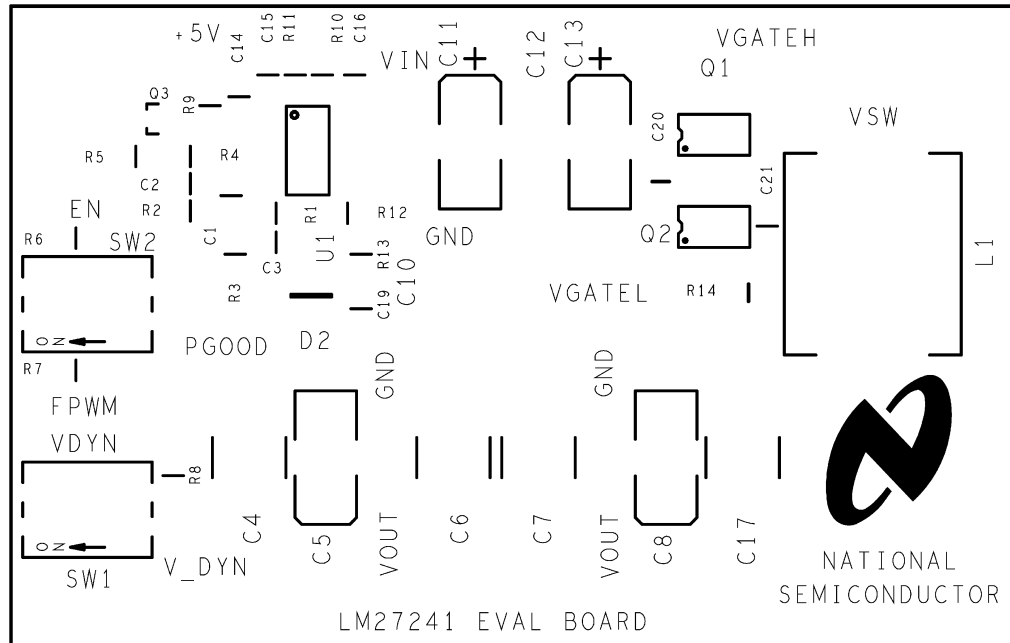 +5V
C14
C15
R11
R10
C16
VIN
C11
+
C12
C13
+
VGATEH
Q1
Q3
R9
C20
VSW
R5
R4
C2
C21
R2
EN
C1
R1
R12
R6
SW2
U1
GND
Q2
L1
C3
R13
R3
C10
VGATEL
R14
C19
ON
PGOOD
D2
R7
GND
GND
FPWM
VDYN
R8
C4
C5
VOUT
C6
C7
VOUT
C8
C17
ON
SW1
V_DYN
NATIONAL
SEMICONDUCTOR
LM27241 EVAL BOARD